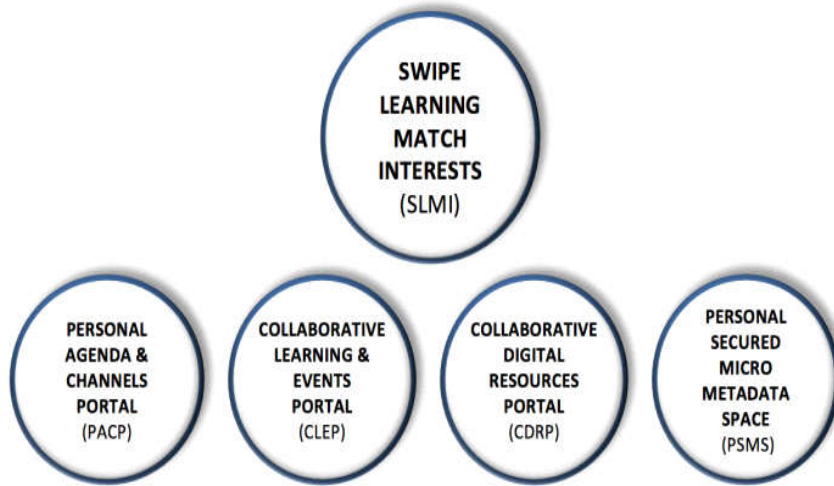 SWIPE
LEARNING
MATCH
INTERESTS
(SLMI)
PERSONAL
AGENDA &
CHANNELS
PORTAL
(PACP)
COLLABORATIVE
LEARNING &
EVENTS
PORTAL
(CLEP)
COLLABORATIVE
DIGITAL
RESOURCES
PORTAL
(CDRP)
PERSONAL
SECURED
MICRO
METADATA
SPACE
(PSMS)